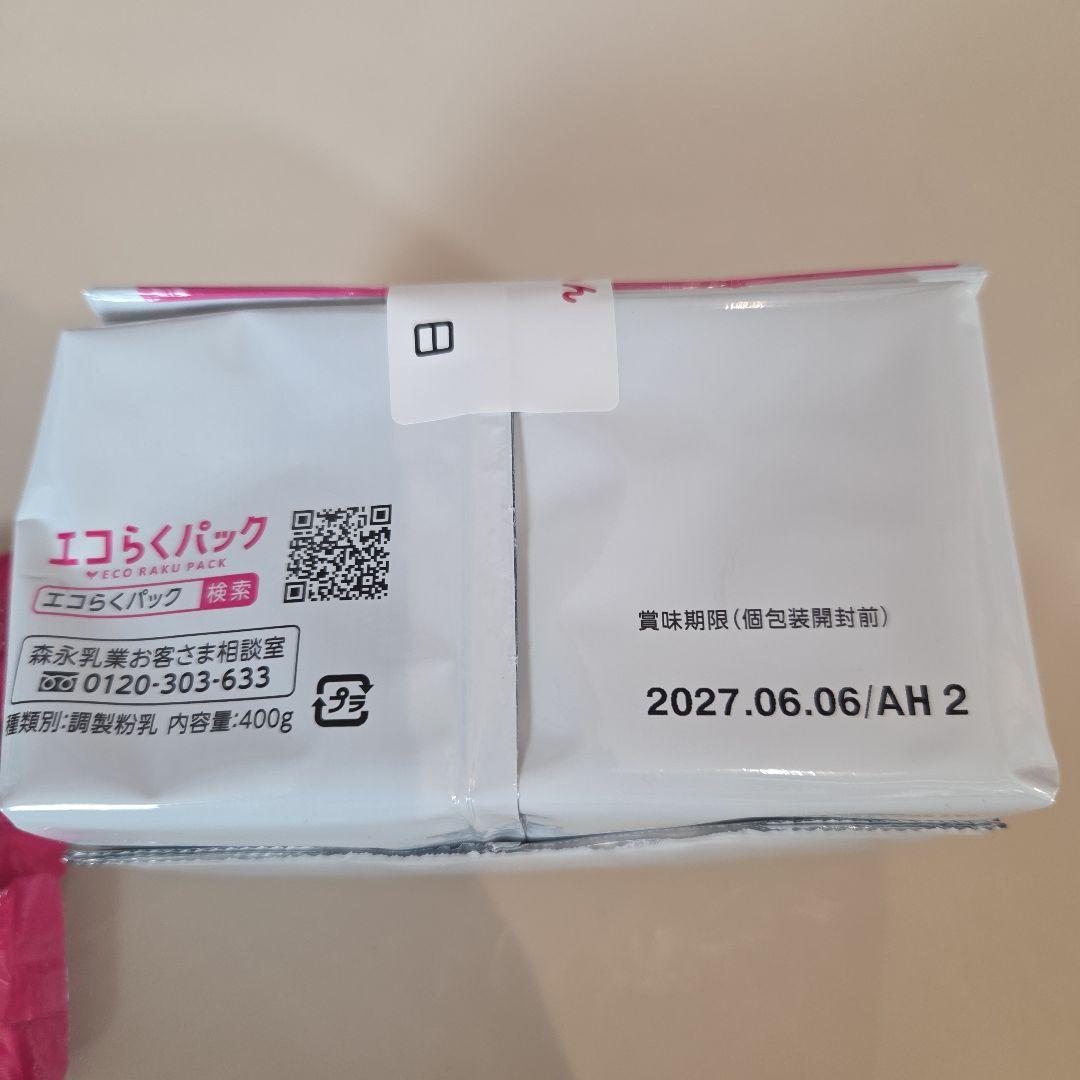 ん
日
エコらくパック
ECO RAKU PACK
エコらくパック 検索
森永乳業お客さま相談室
0120-303-633
種類別:調製粉乳 内容量:400g
プラ
賞味期限(個包装開封前)
2027.06.06/AH 2